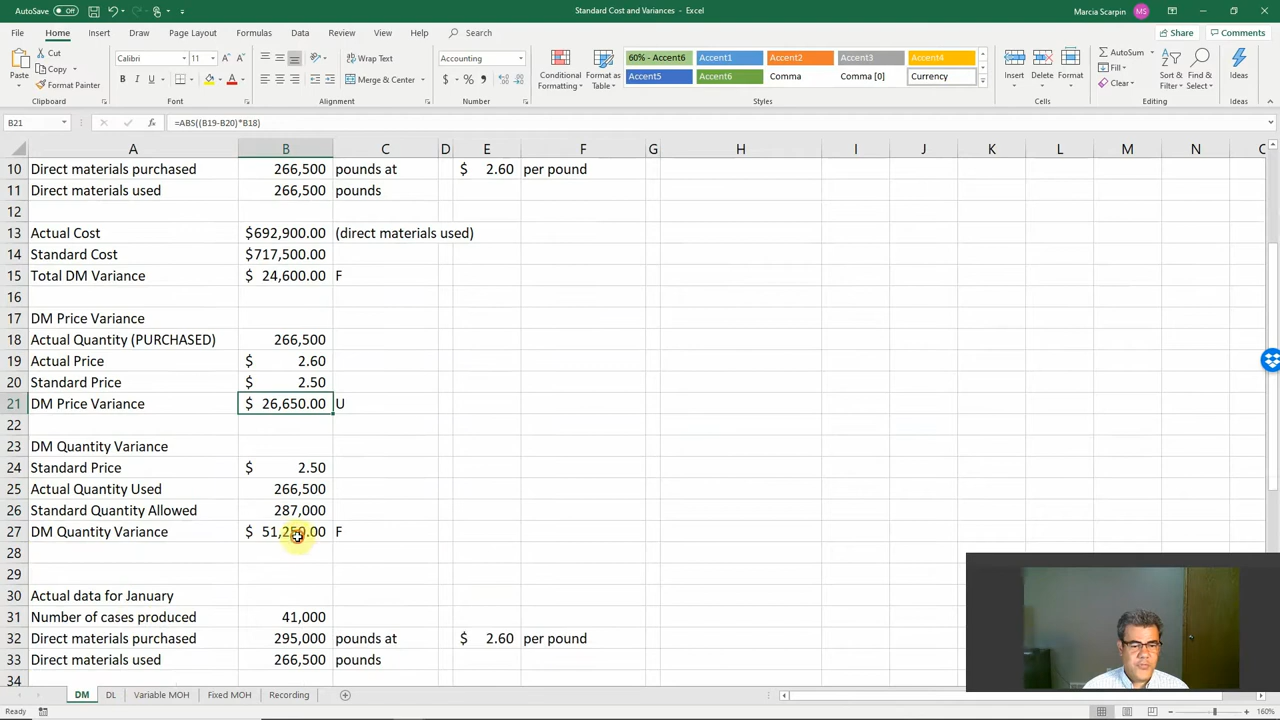 AutoSave Off Standard Cost and Variances - Excel Marcia Scarpin MS
File Home Insert Draw Page Layout Formulas Data Review View Help Search Share Comments
Paste Cut Copy Format Painter Clipboard
Calibri 11 B I U A Font
Wrap Text Merge & Center Alignment
Accounting $ % Number
Conditional Formatting Format as Table 60% - Accent6 Accent1 Accent2 Accent3 Accent4
Accent5 Accent6 Comma Comma [0] Currency Styles
Insert Delete Format Cells
AutoSum Fill Clear Sort & Filter Find & Select Editing
Ideas Ideas
B21 fx =ABS((B19-B20)*B18)
A B C D E F G H I J K L M N
10 Direct materials purchased 266,500 pounds at $ 2.60 per pound
11 Direct materials used 266,500 pounds
12
13 Actual Cost $692,900.00 (direct materials used)
14 Standard Cost $717,500.00
15 Total DM Variance $ 24,600.00 F
16
17 DM Price Variance
18 Actual Quantity (PURCHASED) 266,500
19 Actual Price $ 2.60
20 Standard Price $ 2.50
21 DM Price Variance $ 26,650.00 U
22
23 DM Quantity Variance
24 Standard Price $ 2.50
25 Actual Quantity Used 266,500
26 Standard Quantity Allowed 287,000
27 DM Quantity Variance $ 51,250.00 F
28
29
30 Actual data for January
31 Number of cases produced 41,000
32 Direct materials purchased 295,000 pounds at $ 2.60 per pound
33 Direct materials used 266,500 pounds
34
DM DL Variable MOH Fixed MOH Recording
Ready 160%